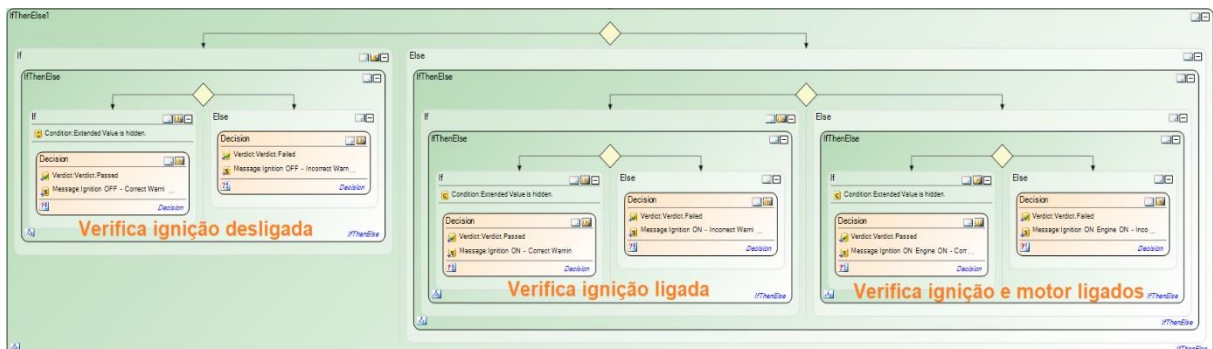 IfThenElse1
If
IfThenElse
If
Condition:Extended Value is hidden.
Decision
Verdict:Verdict.Passed
Message:Ignition OFF - Correct Warni ...
Decision
Else
Decision
Verdict:Verdict.Failed
Message:Ignition OFF - Incorrect Warn ...
Decision
Verifica ignição desligada
IfThenElse
Else
IfThenElse
If
IfThenElse
If
Condition:Extended Value is hidden.
Decision
Verdict:Verdict.Passed
Message:Ignition ON - Correct Warnin
Decision
Else
Decision
Verdict:Verdict.Failed
Message:Ignition ON - Incorrect Warni ...
Decision
Verifica ignição ligada
IfThenElse
Else
IfThenElse
If
Condition:Extended Value is hidden.
Decision
Verdict:Verdict.Passed
Message:Ignition ON Engine ON - Corr ...
Decision
Else
Decision
Verdict:Verdict.Failed
Message:Ignition ON Engine ON - Inco ...
Decision
Verifica ignição e motor ligados
IfThenElse
IfThenElse
IfThenElse